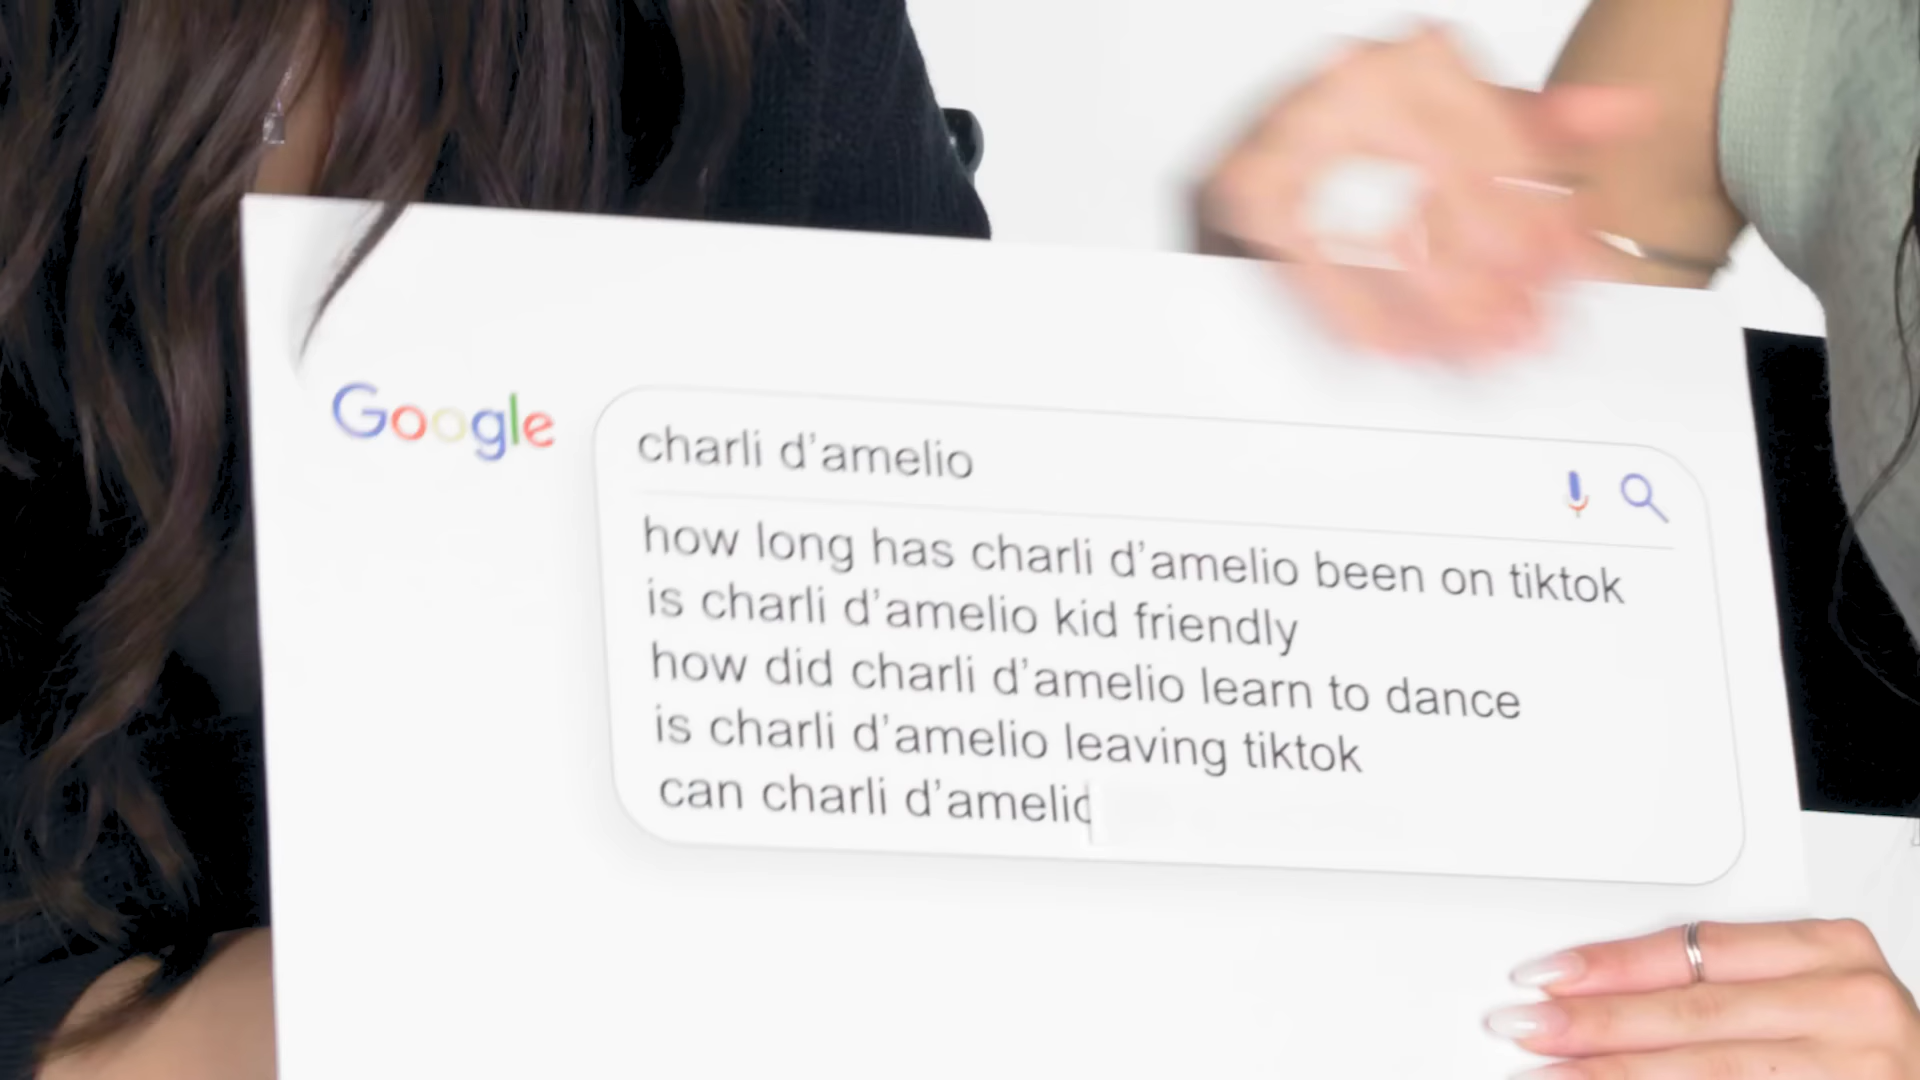 Google
charli d'amelio
how long has charli d'amelio been on tiktok
is charli d'amelio kid friendly
how did charli d'amelio learn to dance
is charli d'amelio leaving tiktok
can charli d'amelio